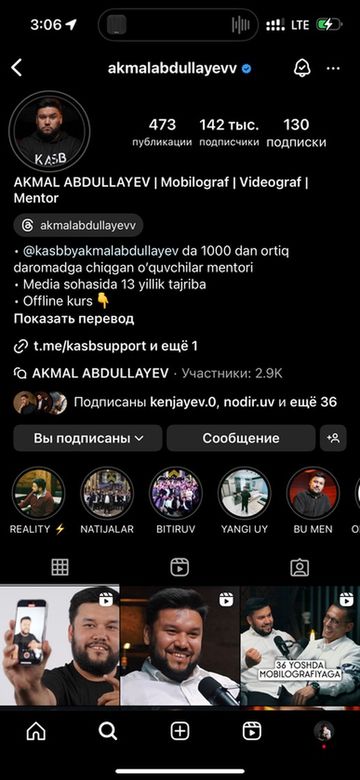 3:06
LTE
akmalabdullayevv
KASB
473
142 тыс.
130
публикации
подписчики
подписки
AKMAL ABDULLAYEV | Mobilograf | Videograf |
Mentor
akmalabdullayevv
• @kasbbyakmalabdullayev da 1000 dan ortiq
daromadga chiqgan o‘quvchilar mentori
• Media sohasida 13 yillik tajriba
• Offline kurs 👇
Показать перевод
t.me/kasbsupport и ещё 1
AKMAL ABDULLAYEV · Участники: 2.9K
Подписаны kenjayev.0, nodir.uv и ещё 36
Вы подписаны
Сообщение
REALITY ⚡
NATIJALAR
BITIRUV
YANGI UY
BU MEN
36 YOSHDA
MOBILOGRAFIYAGA